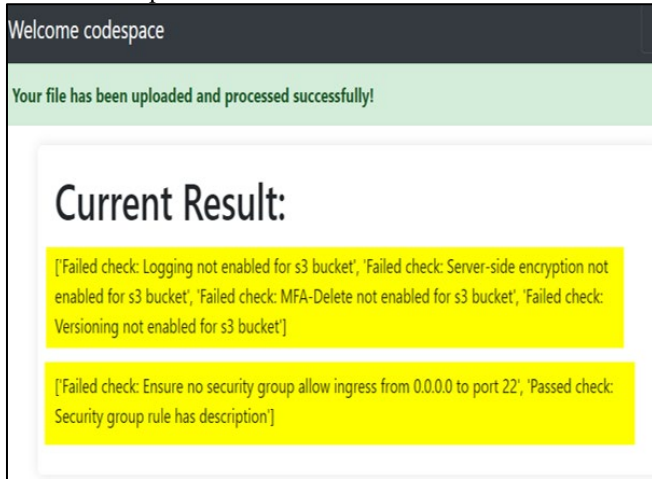 Welcome codespace
Your file has been uploaded and processed successfully!
Current Result:
['Failed check: Logging not enabled for s3 bucket', 'Failed check: Server-side encryption not
enabled for s3 bucket', 'Failed check: MFA-Delete not enabled for s3 bucket', 'Failed check:
Versioning not enabled for s3 bucket']
['Failed check: Ensure no security group allow ingress from 0.0.0.0 to port 22', 'Passed check:
Security group rule has description']